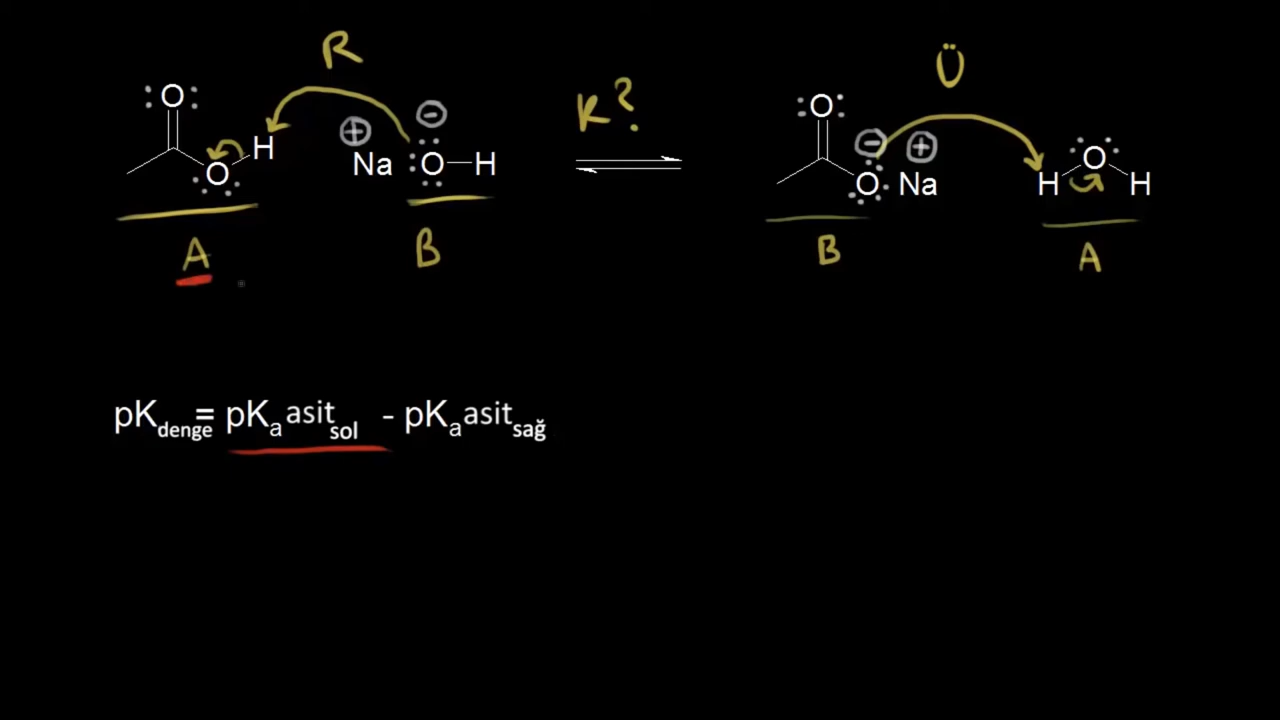 R
K?
Ü
O H Na O H
O O Na H O H
O
A B B A
pKdenge= pKa asitsol - pKa asitsağ